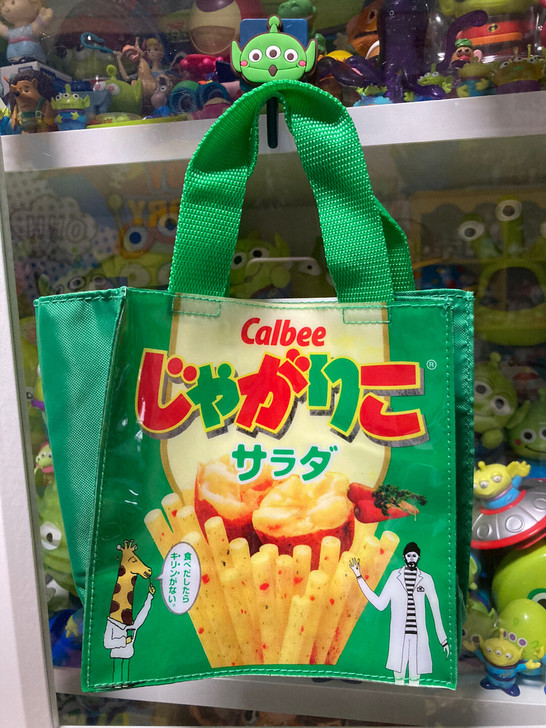 Calbee
じゃがりこ®
サラダ
食べだしたら
キリンがない。